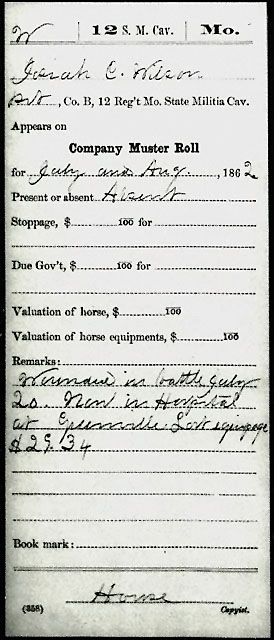 W | 12 S. M. Cav. | Mo.
Josiah C. Wilson
Pvt, Co. B, 12 Reg't Mo. State Militia Cav.
Appears on
Company Muster Roll
for July and Aug., 1862
Present or absent Absent
Stoppage, $ 100 for
Due Gov't, $ 100 for
Valuation of horse, $ 100
Valuation of horse equipments, $ 100
Remarks:
Wounded in battle July
20. Now in Hospital
at Greenville Lost equipage
$29.34
Book mark:
House
(358) Copyist.